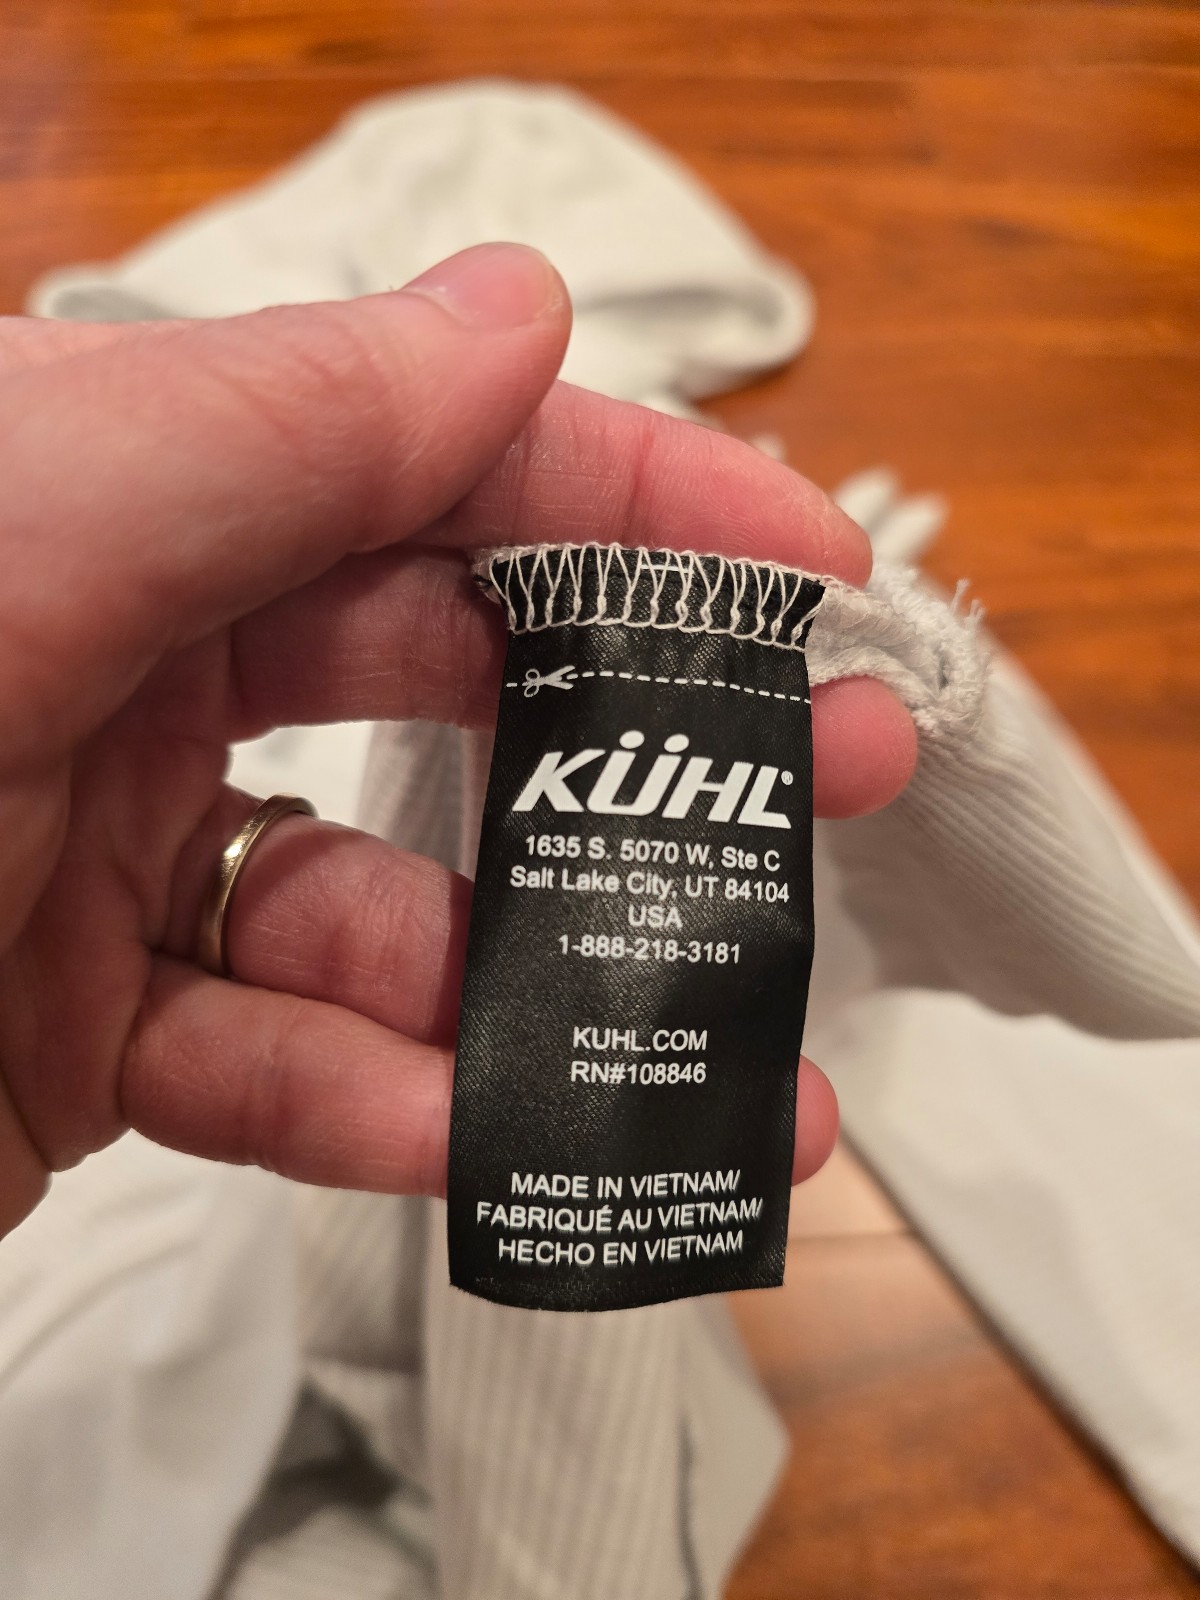 KÜHL®
1635 S. 5070 W, Ste C
Salt Lake City, UT 84104
USA
1-888-218-3181
KUHL.COM
RN#108846
MADE IN VIETNAM/
FABRIQUÉ AU VIETNAM/
HECHO EN VIETNAM